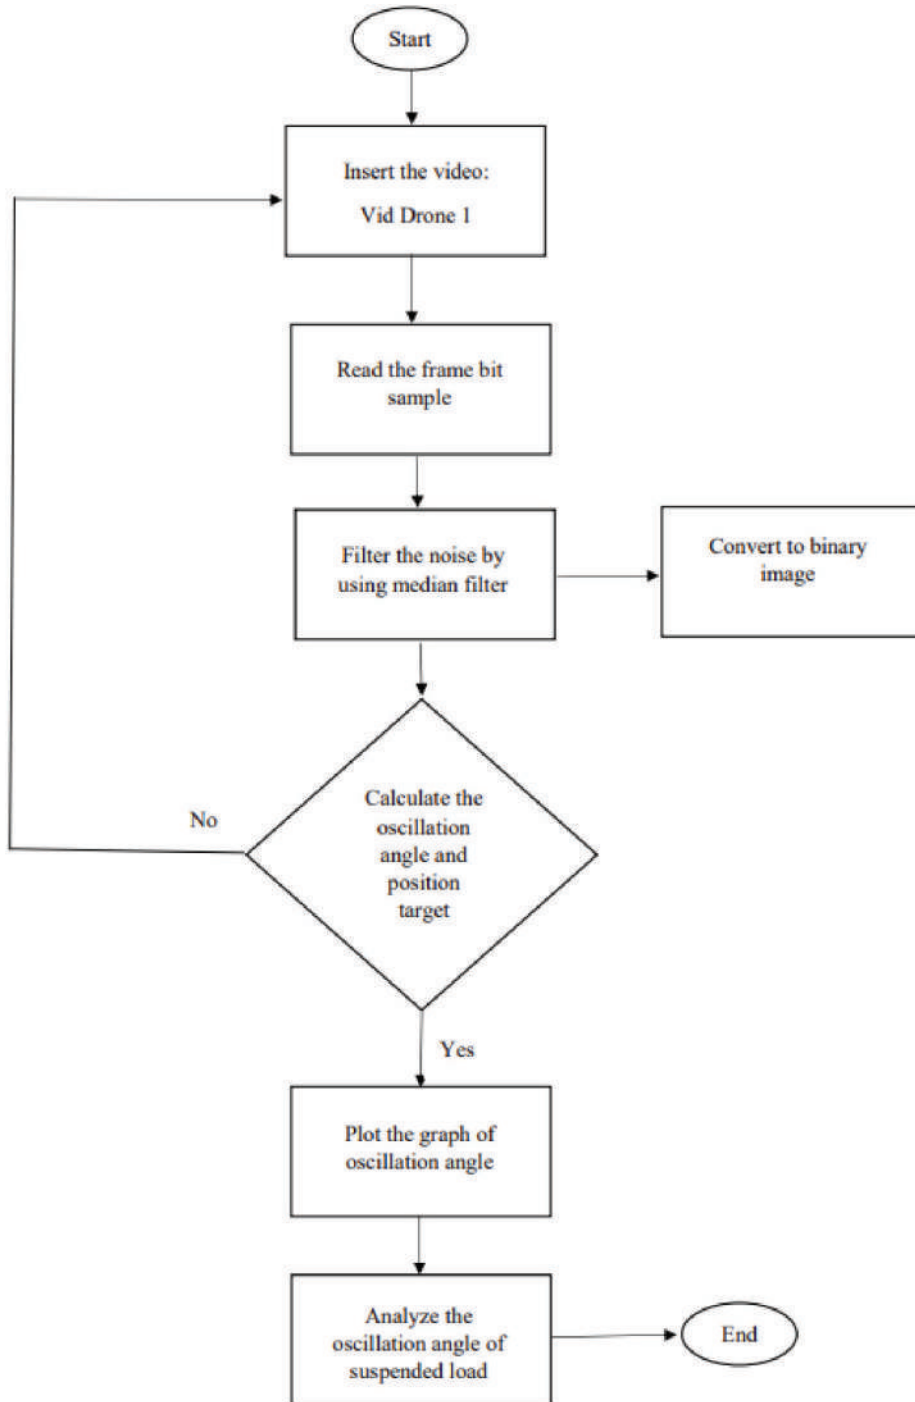 Start
Insert the video:
Vid Drone 1
Read the frame bit
sample
Filter the noise by
using median filter
Convert to binary
image
Calculate the
oscillation
angle and
position
target
No
Yes
Plot the graph of
oscillation angle
Analyze the
oscillation angle of
suspended load
End